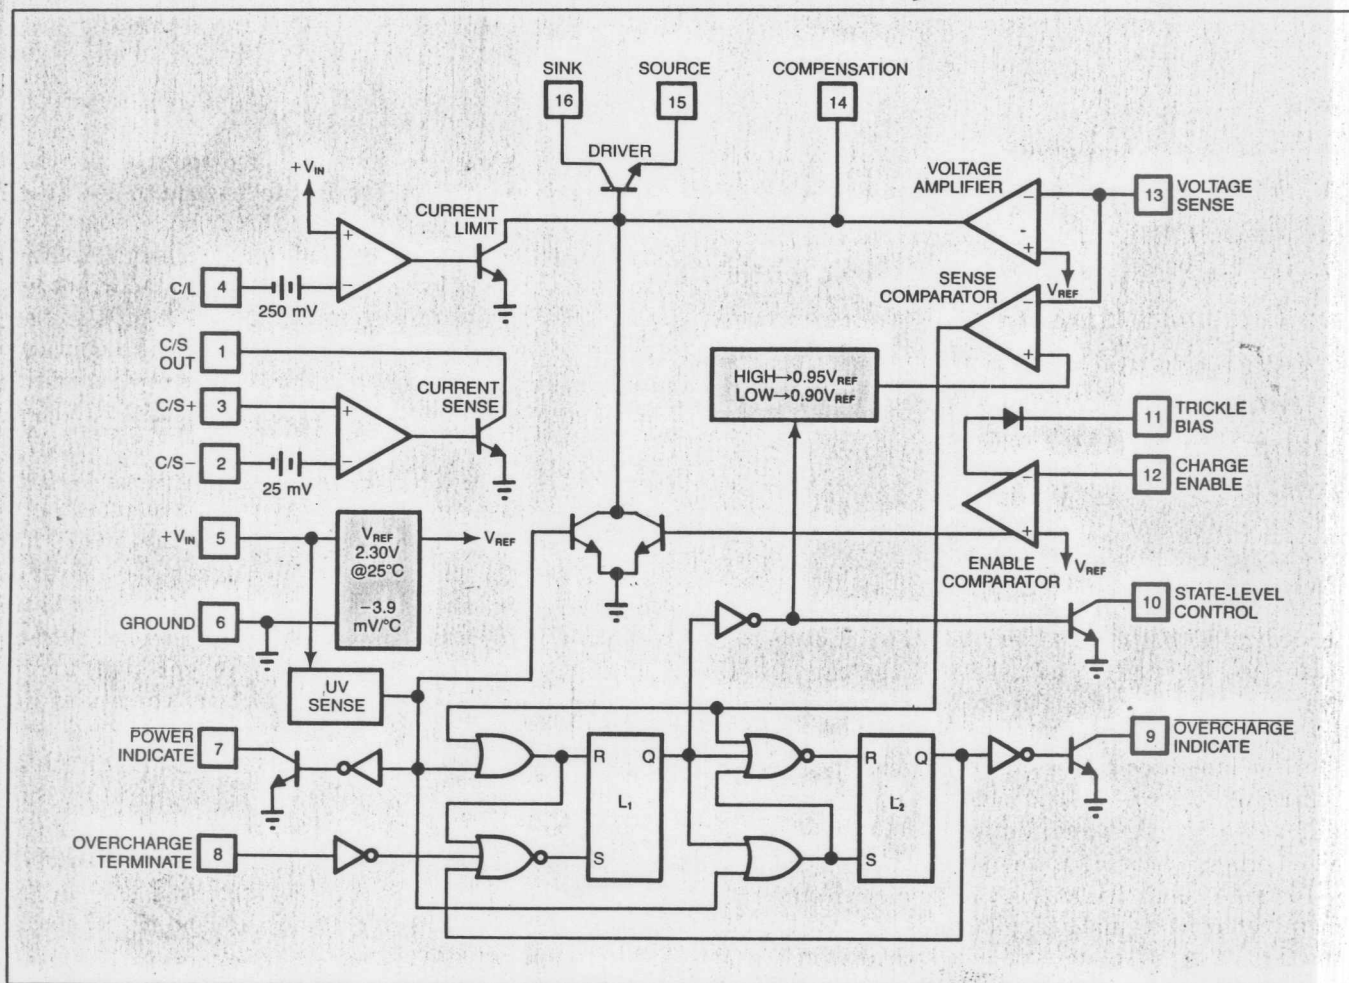 SINK
SOURCE
COMPENSATION
16
15
14
DRIVER
+VIN
CURRENT
LIMIT
VOLTAGE
AMPLIFIER
−
-
+
13
VOLTAGE
SENSE
VREF
+
−
C/L
4
250 mV
SENSE
COMPARATOR
−
+
C/S
OUT
1
C/S+
3
C/S−
2
25 mV
+
−
CURRENT
SENSE
HIGH→0.95VREF
LOW→0.90VREF
11
TRICKLE
BIAS
12
CHARGE
ENABLE
−
+
VREF
ENABLE
COMPARATOR
+VIN
5
VREF
2.30V
@25°C
−3.9
mV/°C
VREF
GROUND
6
10
STATE-LEVEL
CONTROL
UV
SENSE
POWER
INDICATE
7
9
OVERCHARGE
INDICATE
R
Q
L1
S
R
Q
L2
S
OVERCHARGE
TERMINATE
8